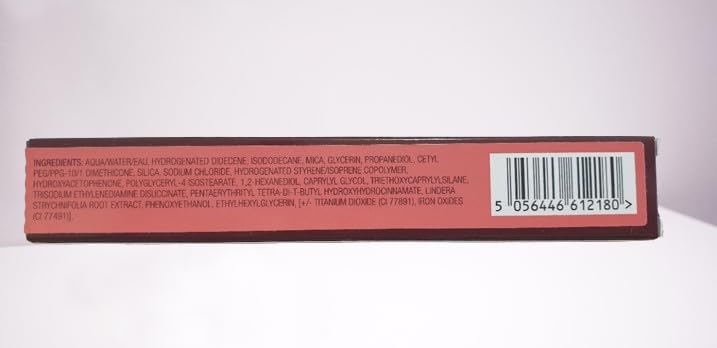 INGREDIENTS: AQUA/WATER/EAU, HYDROGENATED DIDECENE, ISODODECANE, MICA, GLYCERIN, PROPANEDIOL, CETYL
PEG/PPG-10/1 DIMETHICONE, SILICA, SODIUM CHLORIDE, HYDROGENATED STYRENE/ISOPRENE COPOLYMER,
HYDROXYACETOPHENONE, POLYGLYCERYL-4 ISOSTEARATE, 1,2-HEXANEDIOL, CAPRYLYL GLYCOL, TRIETHOXYCAPRYLYLSILANE,
TRISODIUM ETHYLENEDIAMINE DISUCCINATE, PENTAERYTHRITYL TETRA-DI-T-BUTYL HYDROXYHYDROCINNAMATE, LINDERA
STRYCHNIFOLIA ROOT EXTRACT, PHENOXYETHANOL, ETHYLHEXYLGLYCERIN, [+/- TITANIUM DIOXIDE (CI 77891), IRON OXIDES
(CI 77491)].
5 056446 612180 >